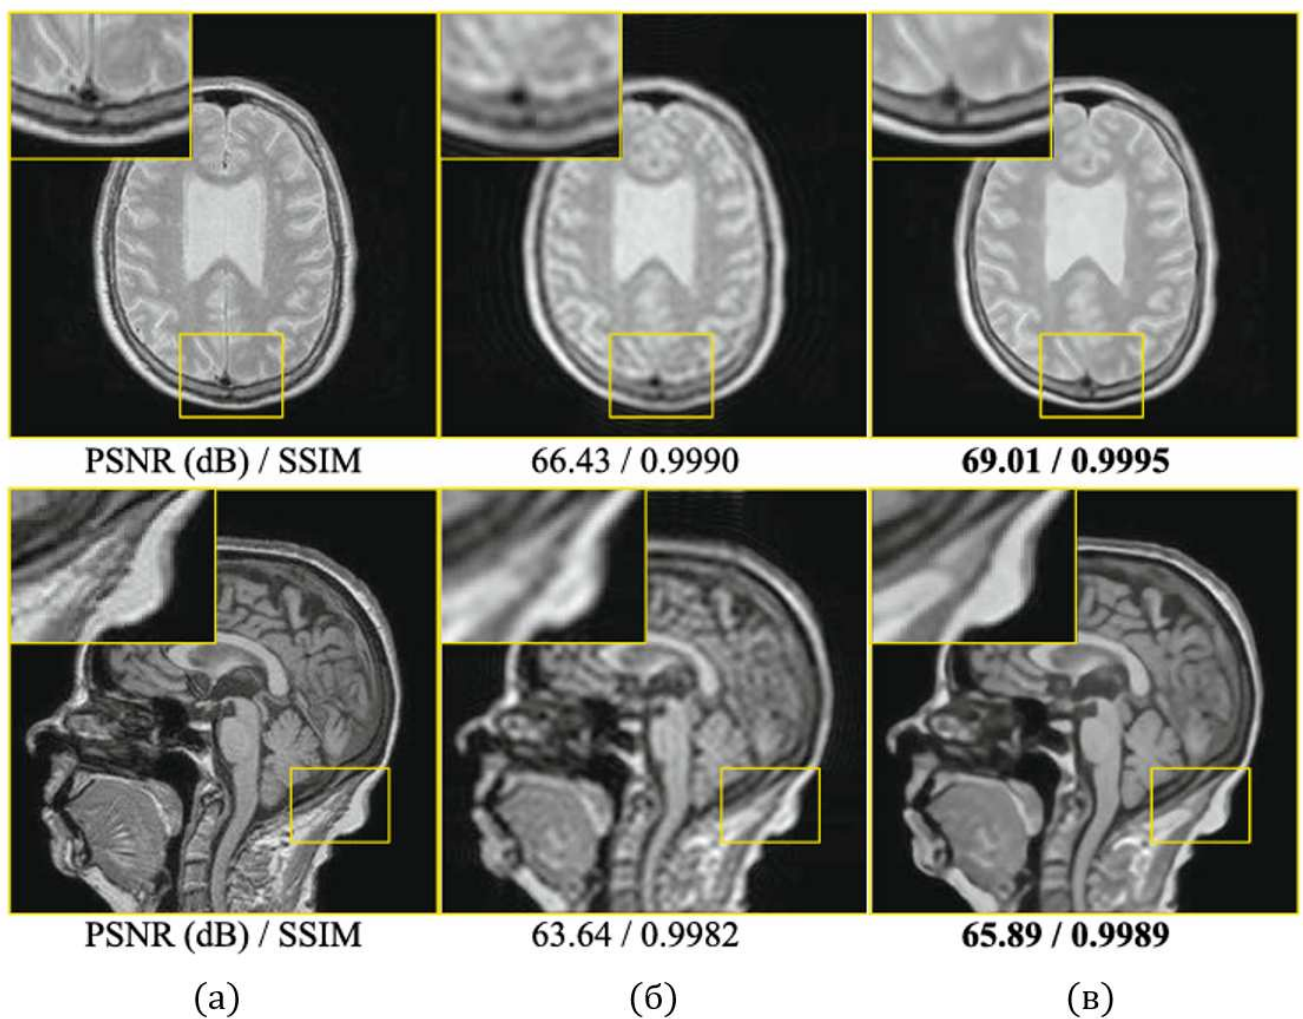 PSNR (dB) / SSIM 66.43 / 0.9990 69.01 / 0.9995
PSNR (dB) / SSIM 63.64 / 0.9982 65.89 / 0.9989
(а) (б) (в)